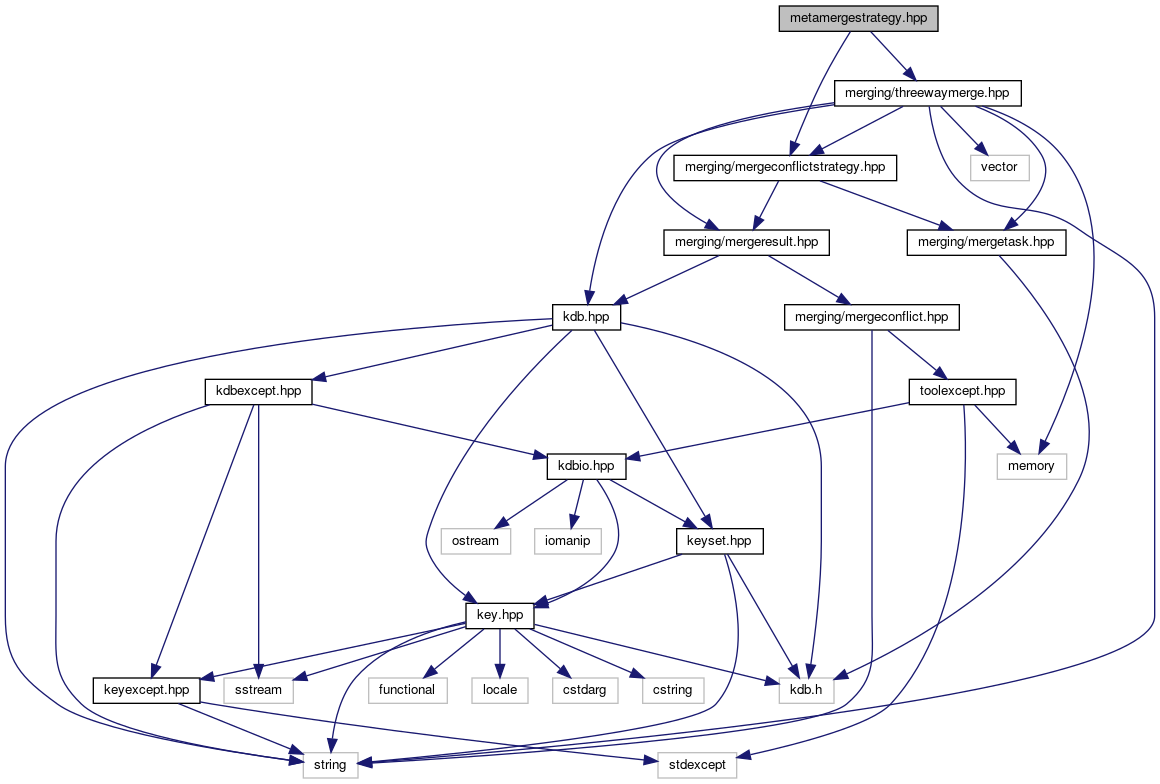 metamergestrategy.hpp
merging/threewaymerge.hpp
merging/mergeconflictstrategy.hpp
vector
merging/mergeresult.hpp
merging/mergetask.hpp
kdb.hpp
merging/mergeconflict.hpp
kdbexcept.hpp
toolexcept.hpp
kdbio.hpp
memory
ostream
iomanip
keyset.hpp
key.hpp
keyexcept.hpp
sstream
functional
locale
cstdarg
cstring
kdb.h
string
stdexcept